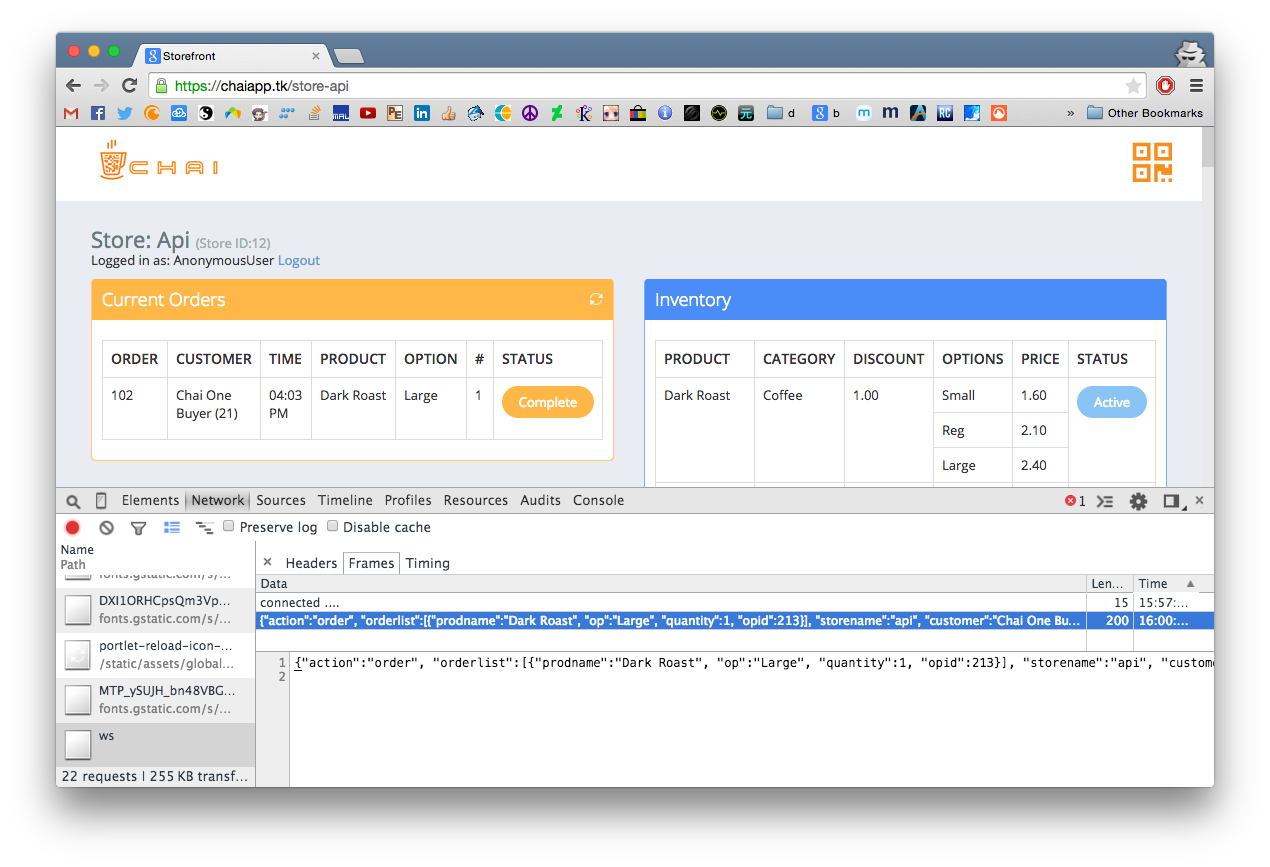 Storefront
https://chaiapp.tk/store-api
MAL PE in d b m m RC » Other Bookmarks
CHAI
Store: Api (Store ID:12)
Logged in as: AnonymousUser Logout
Current Orders
ORDER CUSTOMER TIME PRODUCT OPTION # STATUS
102 Chai One Buyer (21) 04:03 PM Dark Roast Large 1 Complete
Inventory
PRODUCT CATEGORY DISCOUNT OPTIONS PRICE STATUS
Dark Roast Coffee 1.00 Small 1.60 Active
Reg 2.10
Large 2.40
Elements Network Sources Timeline Profiles Resources Audits Console 1
Preserve log Disable cache
Name
Path
fonts.gstatic.com/s/...
DXI1ORHCpsQm3Vp...
fonts.gstatic.com/s/...
portlet-reload-icon-...
/static/assets/global...
MTP_ySUJH_bn48VBG...
fonts.gstatic.com/s/...
ws
22 requests | 255 KB transf...
× Headers Frames Timing
Data Len... Time
connected .... 15 15:57:...
{"action":"order", "orderlist":[{"prodname":"Dark Roast", "op":"Large", "quantity":1, "opid":213}], "storename":"api", "customer":"Chai One Bu... 200 16:00:...
1 {"action":"order", "orderlist":[{"prodname":"Dark Roast", "op":"Large", "quantity":1, "opid":213}], "storename":"api", "custome
2